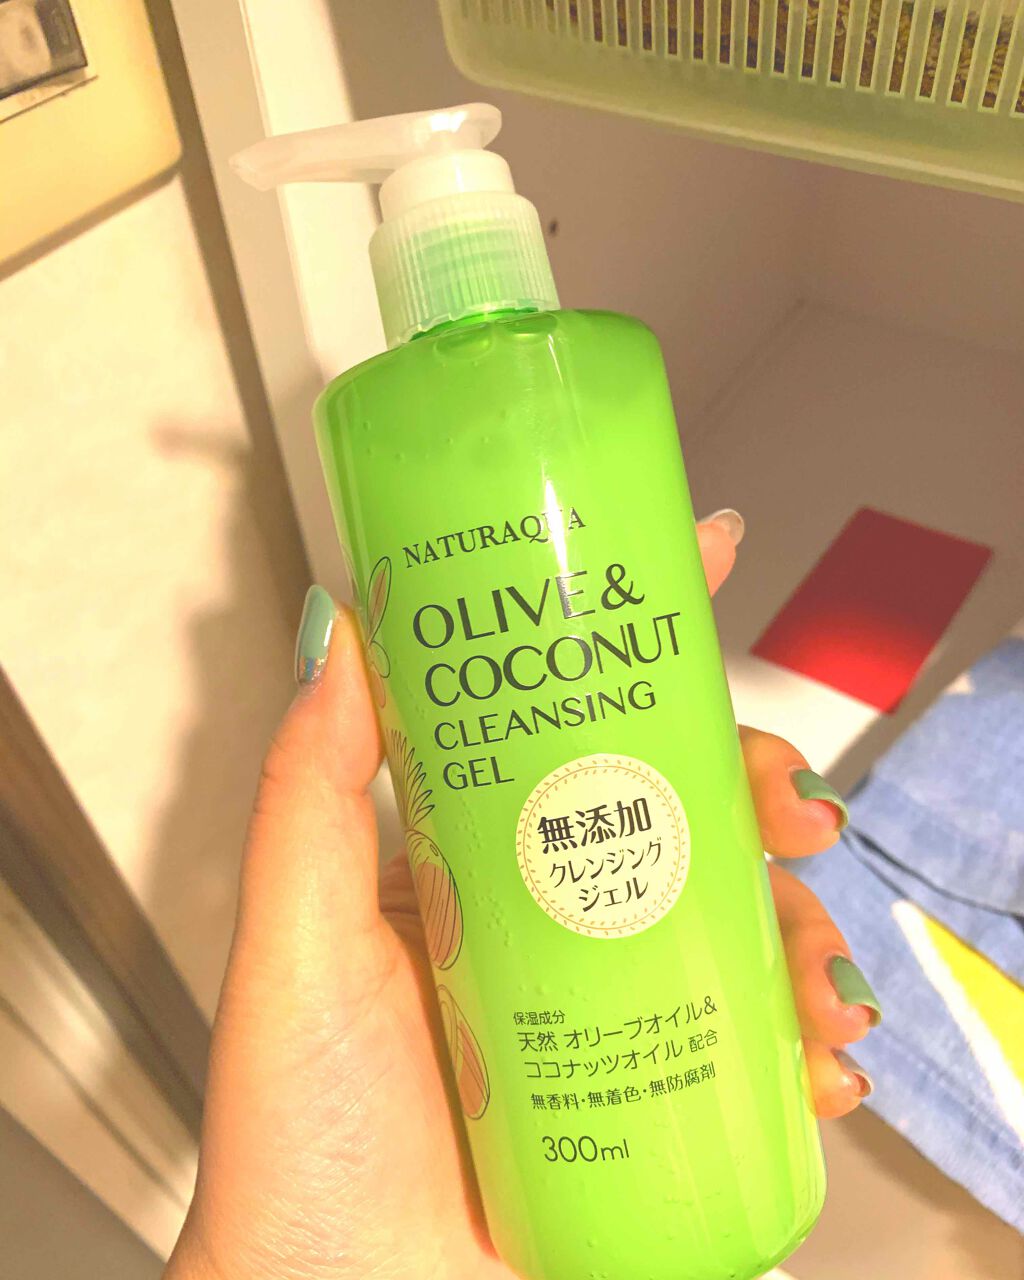 NATURAQUA
OLIVE &
COCONUT
CLEANSING
GEL
無添加
クレンジング
ジェル
保湿成分
天然 オリーブオイル&
ココナッツオイル 配合
無香料・無着色・無防腐剤
300ml